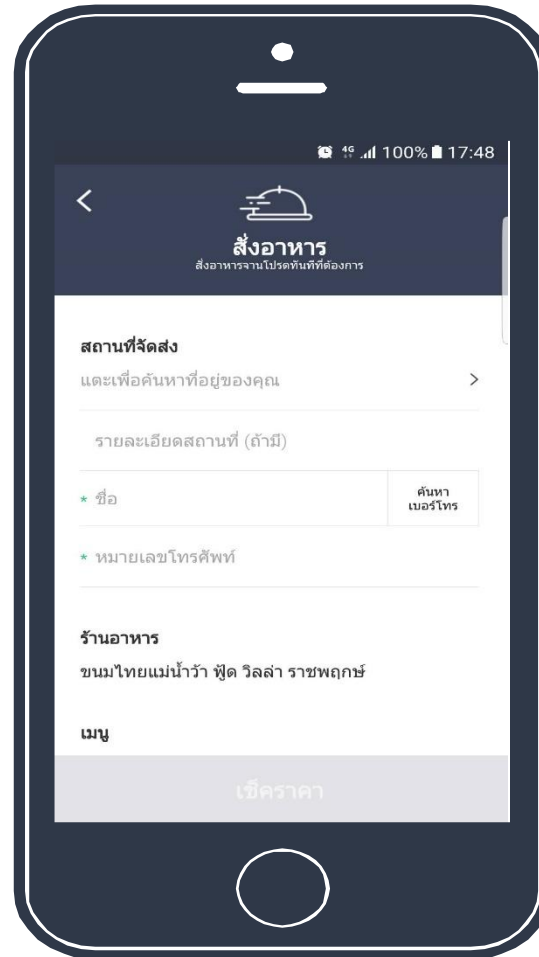 4G 100% 17:48
สั่งอาหาร
สั่งอาหารจานโปรดทันทีที่ต้องการ
สถานที่จัดส่ง
แตะเพื่อค้นหาที่อยู่ของคุณ
รายละเอียดสถานที่ (ถ้ามี)
* ชื่อ
ค้นหา
เบอร์โทร
* หมายเลขโทรศัพท์
ร้านอาหาร
ขนมไทยแม่น้ำว้า ฟู้ด วิลล่า ราชพฤกษ์
เมนู
เช็คราคา